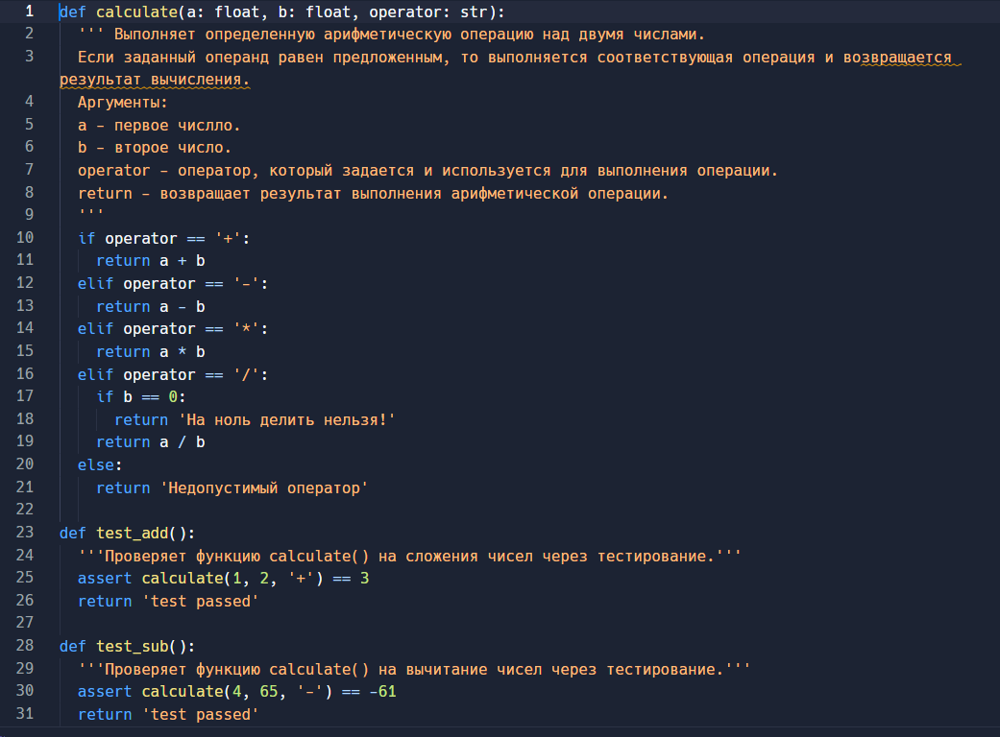 1 def calculate(a: float, b: float, operator: str):
2   ''' Выполняет определенную арифметическую операцию над двумя числами.
3   Если заданный операнд равен предложенным, то выполняется соответствующая операция и возвращается
результат вычисления.
4   Аргументы:
5   a - первое числло.
6   b - второе число.
7   operator - оператор, который задается и используется для выполнения операции.
8   return - возвращает результат выполнения арифметической операции.
9   '''
10   if operator == '+':
11     return a + b
12   elif operator == '-':
13     return a - b
14   elif operator == '*':
15     return a * b
16   elif operator == '/':
17     if b == 0:
18       return 'На ноль делить нельзя!'
19     return a / b
20   else:
21     return 'Недопустимый оператор'
22
23 def test_add():
24   '''Проверяет функцию calculate() на сложения чисел через тестирование.'''
25   assert calculate(1, 2, '+') == 3
26   return 'test passed'
27
28 def test_sub():
29   '''Проверяет функцию calculate() на вычитание чисел через тестирование.'''
30   assert calculate(4, 65, '-') == -61
31   return 'test passed'